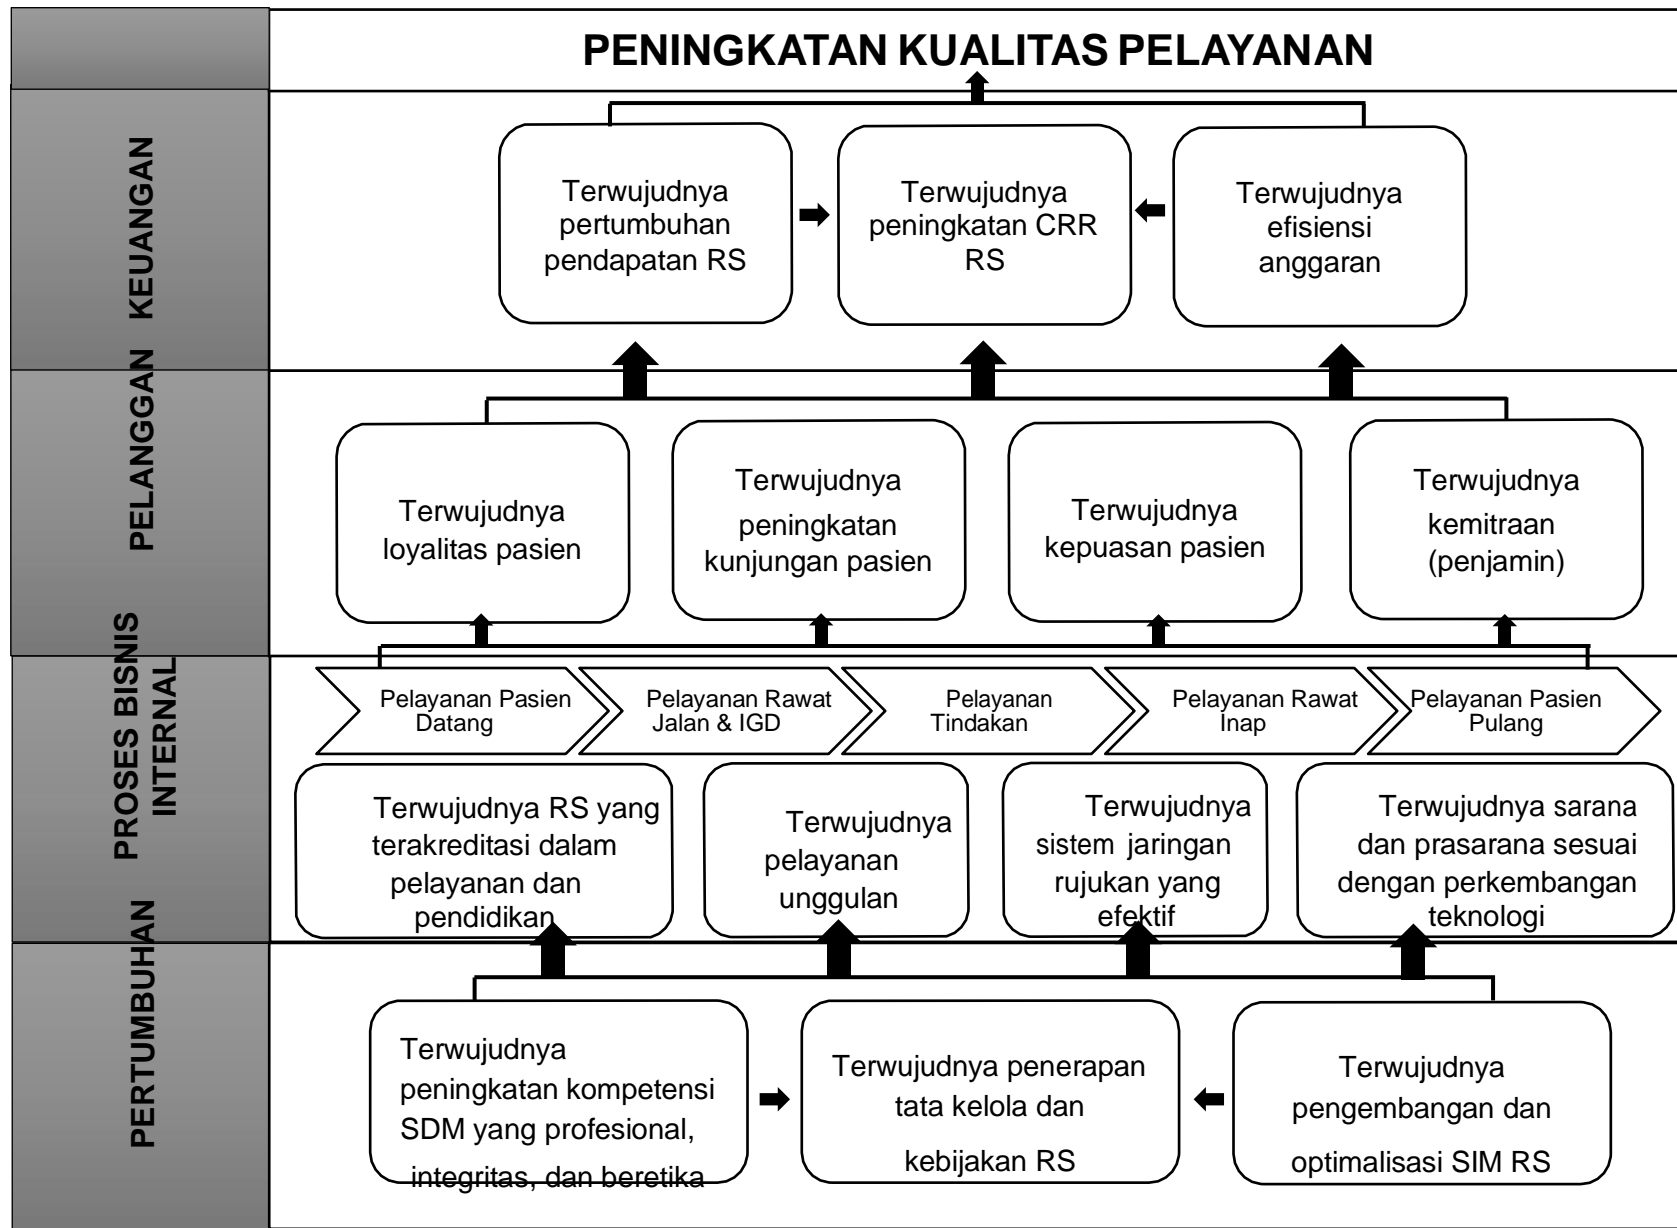 PENINGKATAN KUALITAS PELAYANAN
KEUANGAN
Terwujudnya
pertumbuhan
pendapatan RS
Terwujudnya
peningkatan CRR
RS
Terwujudnya
efisiensi
anggaran
PELANGGAN
Terwujudnya
loyalitas pasien
Terwujudnya
peningkatan
kunjungan pasien
Terwujudnya
kepuasan pasien
Terwujudnya
kemitraan
(penjamin)
PROSES BISNIS
INTERNAL
Pelayanan Pasien
Datang
Pelayanan Rawat
Jalan & IGD
Pelayanan
Tindakan
Pelayanan Rawat
Inap
Pelayanan Pasien
Pulang
Terwujudnya RS yang
terakreditasi dalam
pelayanan dan
pendidikan
Terwujudnya
pelayanan
unggulan
Terwujudnya
sistem jaringan
rujukan yang
efektif
Terwujudnya sarana
dan prasarana sesuai
dengan perkembangan
teknologi
PERTUMBUHAN
Terwujudnya
peningkatan kompetensi
SDM yang profesional,
integritas, dan beretika
Terwujudnya penerapan
tata kelola dan
kebijakan RS
Terwujudnya
pengembangan dan
optimalisasi SIM RS